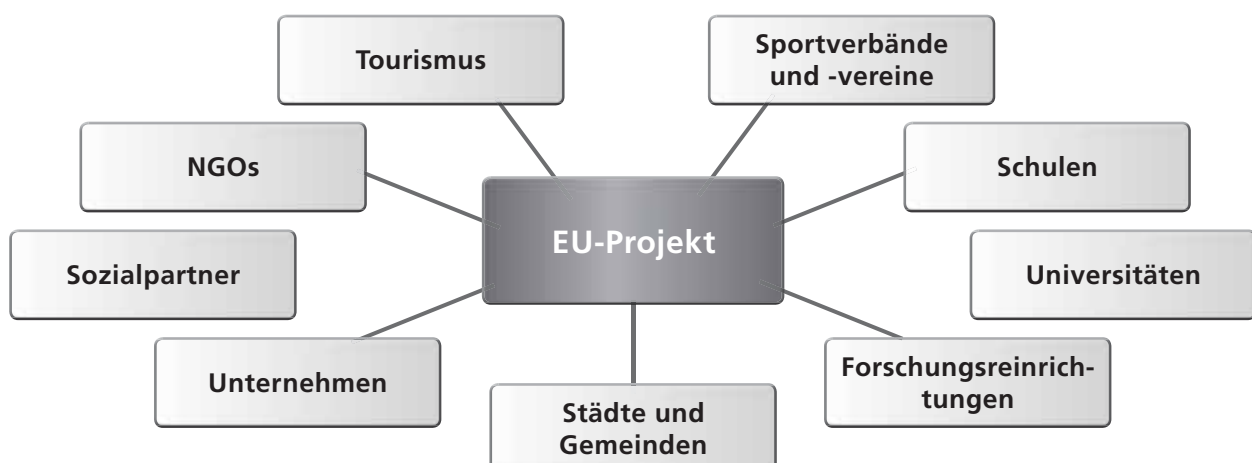 Tourismus
Sportverbände
und -vereine
NGOs
Schulen
EU-Projekt
Sozialpartner
Universitäten
Unternehmen
Forschungsreinrich-
tungen
Städte und
Gemeinden